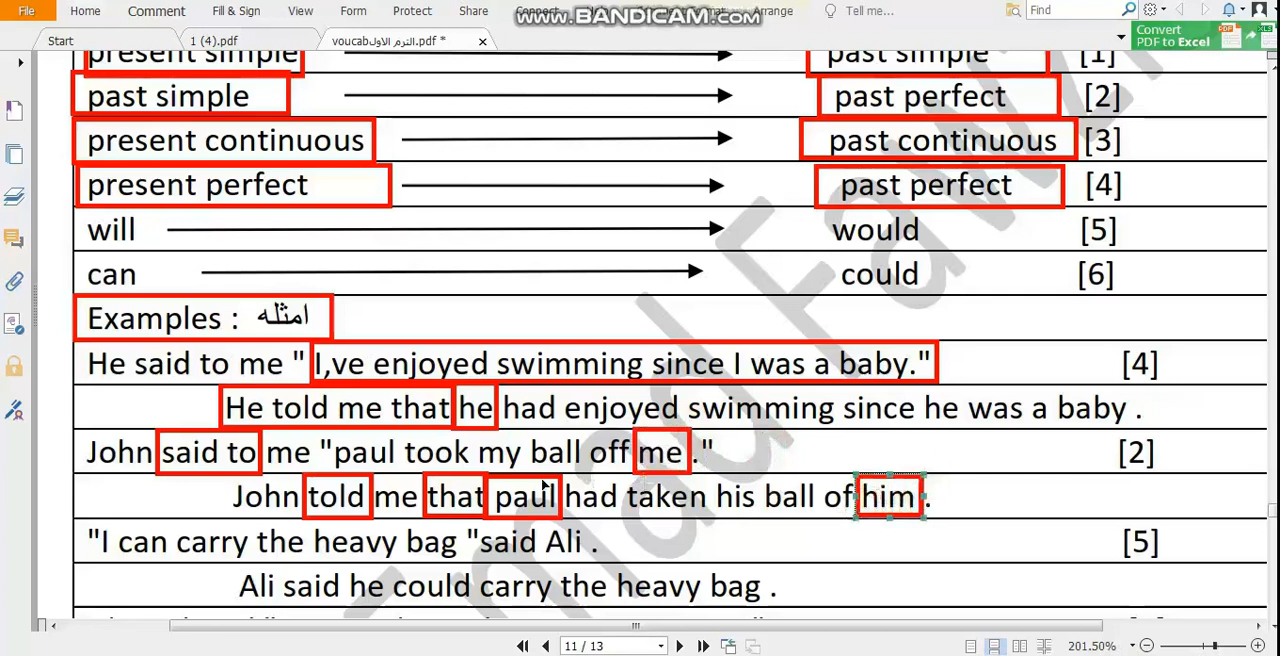 www.BANDICAM.com
File Home Comment Fill & Sign View Form Protect Share Connect Arrange Tell me... Find
Start 1 (4).pdf voucabالترم الاول.pdf *
Convert
PDF to Excel
present simple past simple [1]
past simple past perfect [2]
present continuous past continuous [3]
present perfect past perfect [4]
will would [5]
can could [6]
Examples : امثله
He said to me " I,ve enjoyed swimming since I was a baby." [4]
He told me that he had enjoyed swimming since he was a baby .
John said to me "paul took my ball off me ." [2]
John told me that paul had taken his ball of him .
"I can carry the heavy bag "said Ali . [5]
Ali said he could carry the heavy bag .
Emad Fawzy
11 / 13 201.50%